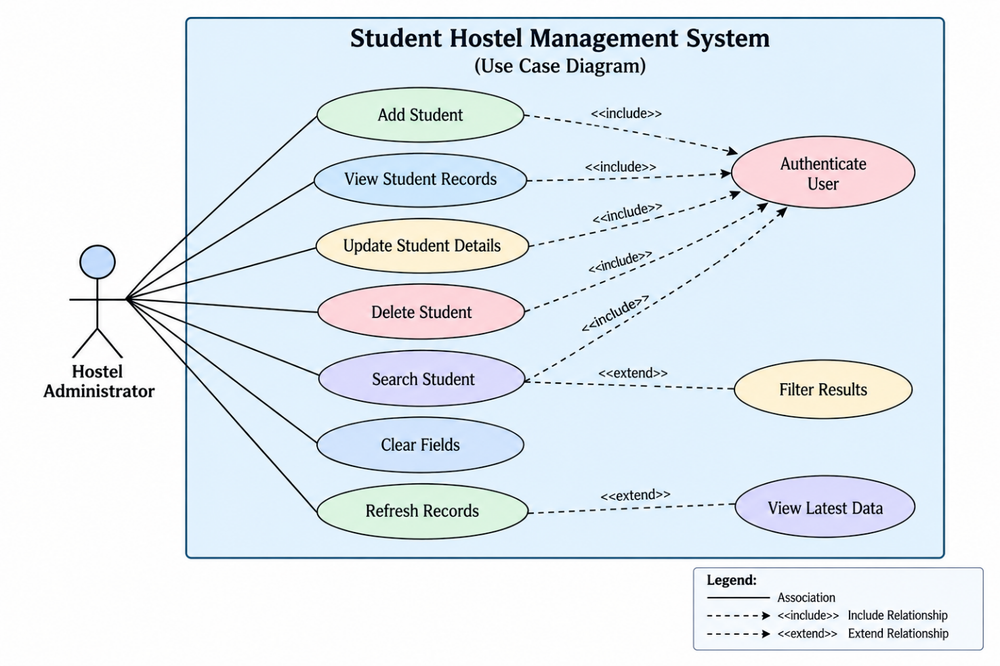 Student Hostel Management System
(Use Case Diagram)
Add Student
<<include>>
View Student Records
<<include>>
Authenticate
User
Update Student Details
<<include>>
Delete Student
<<include>>
Search Student
<<include>>
<<extend>>
Filter Results
Clear Fields
Refresh Records
<<extend>>
View Latest Data
Hostel
Administrator
Legend:
Association
<<include>> Include Relationship
<<extend>> Extend Relationship